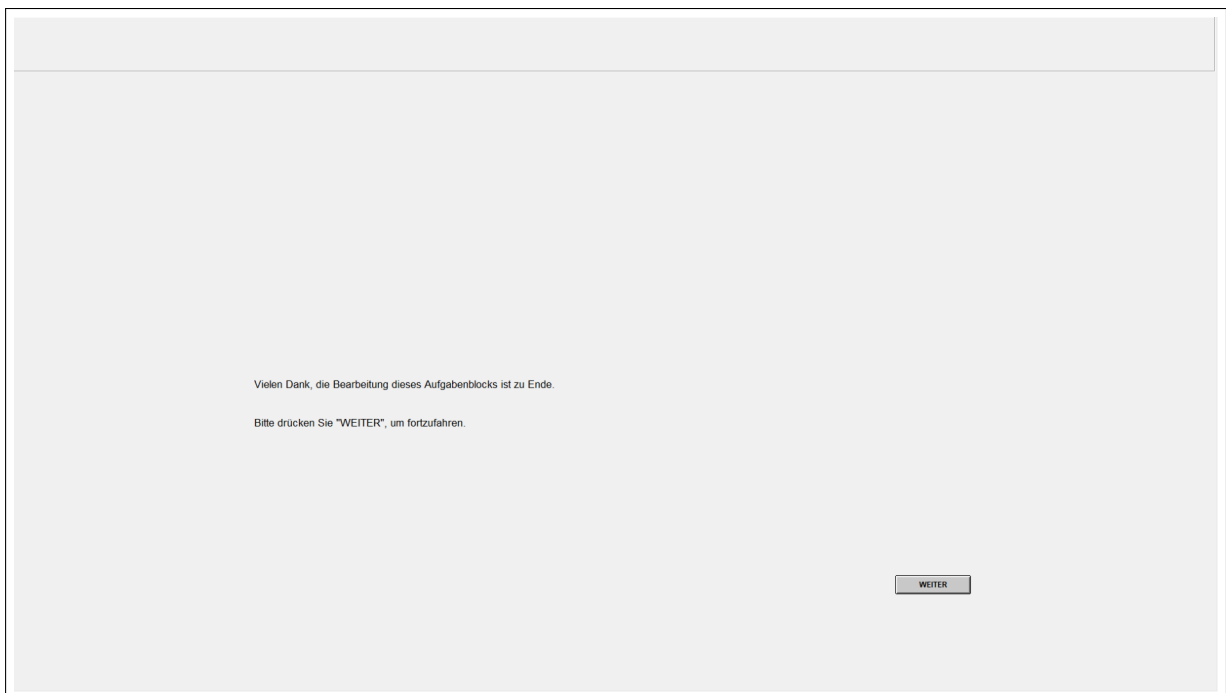 Vielen Dank, die Bearbeitung dieses Aufgabenblocks ist zu Ende.
Bitte drücken Sie "WEITER", um fortzufahren.
WEITER